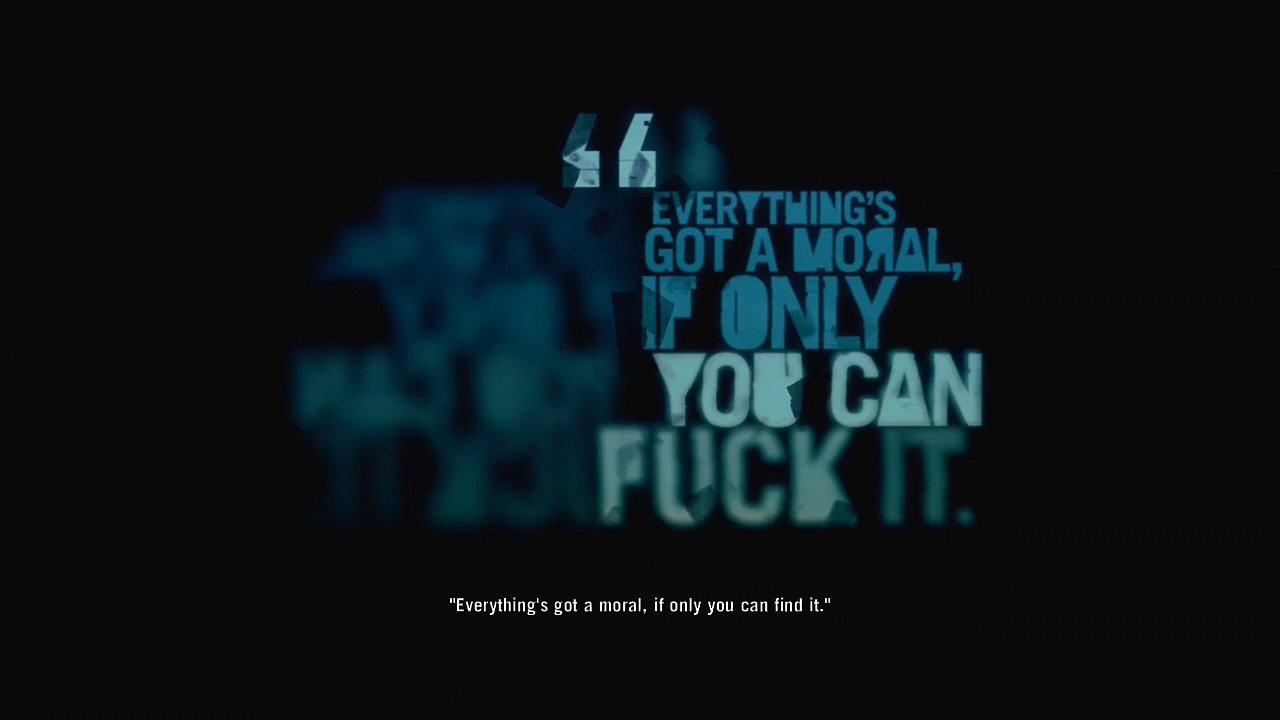 “
EVERYTHING'S
GOT A MORAL,
IF ONLY
YOU CAN
FUCK IT.
"Everything's got a moral, if only you can find it."